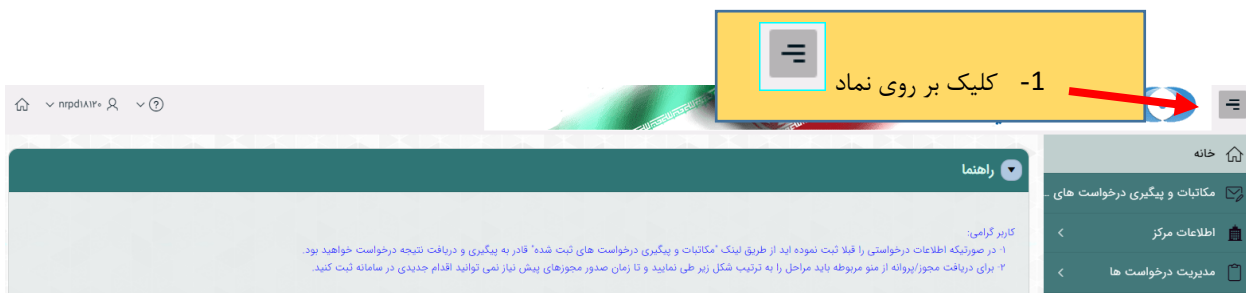 1- کلیک بر روی نماد
nrpd۱۸۱۲۰
خانه
مکاتبات و پیگیری درخواست های ...
اطلاعات مرکز
مدیریت درخواست ها
راهنما
کاربر گرامی:
۱- در صورتیکه اطلاعات درخواستی را قبلا ثبت نموده اید از طریق لینک "مکاتبات و پیگیری درخواست های ثبت شده" قادر به پیگیری و دریافت نتیجه درخواست خواهید بود.
۲- برای دریافت مجوز/پروانه از منو مربوطه باید مراحل را به ترتیب شکل زیر طی نمایید و تا زمان صدور مجوزهای پیش نیاز نمی توانید اقدام جدیدی در سامانه ثبت کنید.